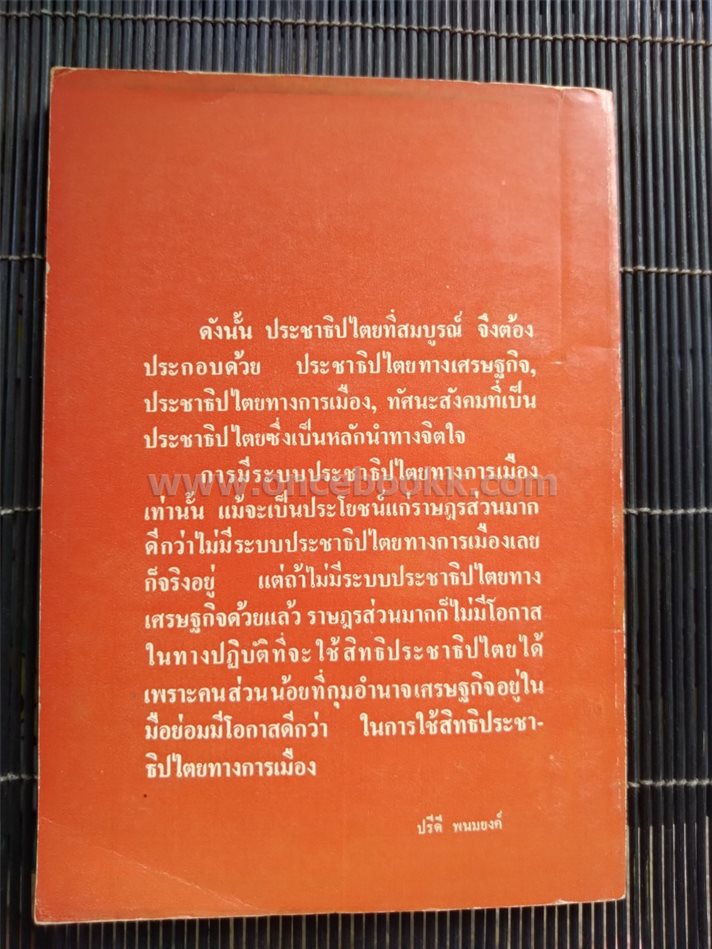 ดังนั้น ประชาธิปไตยที่สมบูรณ์ จึงต้อง
ประกอบด้วย ประชาธิปไตยทางเศรษฐกิจ,
ประชาธิปไตยทางการเมือง, ทัศนะสังคมที่เป็น
ประชาธิปไตยซึ่งเป็นหลักนำทางจิตใจ
การมีระบบประชาธิปไตยทางการเมือง
www.oncebookk.com
เท่านั้น แม้จะเป็นประโยชน์แก่ราษฎรส่วนมาก
ดีกว่าไม่มีระบบประชาธิปไตยทางการเมืองเลย
ก็จริงอยู่ แต่ถ้าไม่มีระบบประชาธิปไตยทาง
เศรษฐกิจด้วยแล้ว ราษฎรส่วนมากก็ไม่มีโอกาส
ในทางปฏิบัติที่จะใช้สิทธิประชาธิปไตยได้
เพราะคนส่วนน้อยที่กุมอำนาจเศรษฐกิจอยู่ใน
มือย่อมมีโอกาสดีกว่า ในการใช้สิทธิประชา-
ธิปไตยทางการเมือง
ปรีดี พนมยงค์